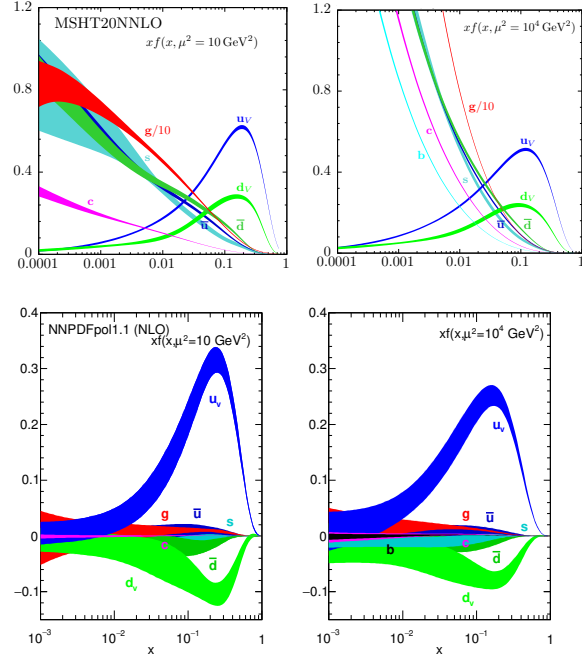 MSHT20NNLO
xf(x, μ² = 10 GeV²)
1.2
0.8
0.4
0
0.0001 0.001 0.01 0.1 1
g/10
u_V
s
d_V
c
u̅
d̅
xf(x, μ² = 10⁴ GeV²)
1.2
0.8
0.4
0
0.0001 0.001 0.01 0.1 1
g/10
c
u_V
b
s
d_V
u̅
d̅
NNPDFpol1.1 (NLO)
xf(x,μ²=10 GeV²)
0.4
0.3
0.2
0.1
0
−0.1
10⁻³ 10⁻² 10⁻¹ 1
x
u_v
g
u̅
s
c
d̅
d_v
xf(x,μ²=10⁴ GeV²)
0.4
0.3
0.2
0.1
0
−0.1
10⁻³ 10⁻² 10⁻¹ 1
x
u_v
g
u̅
s
c
b
d̅
d_v